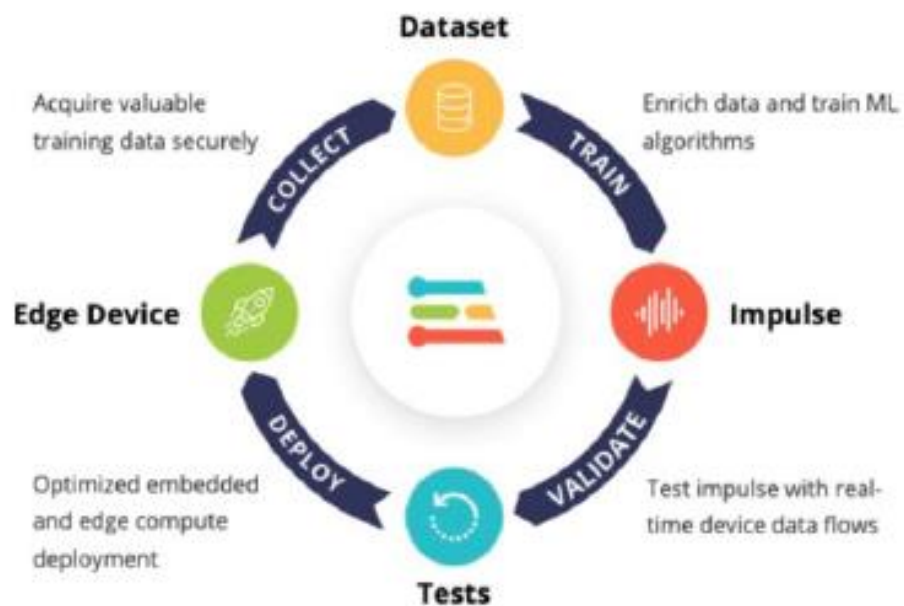 Dataset
Acquire valuable
training data securely
COLLECT
TRAIN
Enrich data and train ML
algorithms
Edge Device
Impulse
DEPLOY
VALIDATE
Optimized embedded
and edge compute
deployment
Test impulse with real-
time device data flows
Tests